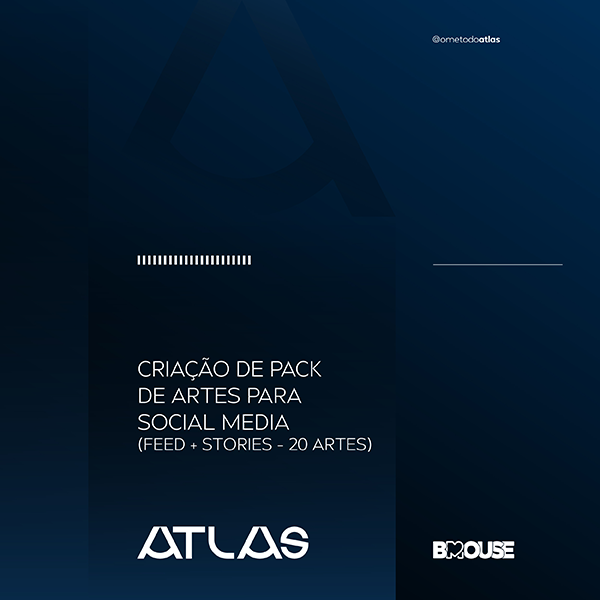 @ometodoatlas
CRIAÇÃO DE PACK
DE ARTES PARA
SOCIAL MEDIA
(FEED + STORIES - 20 ARTES)
ATLAS
BMOUSE